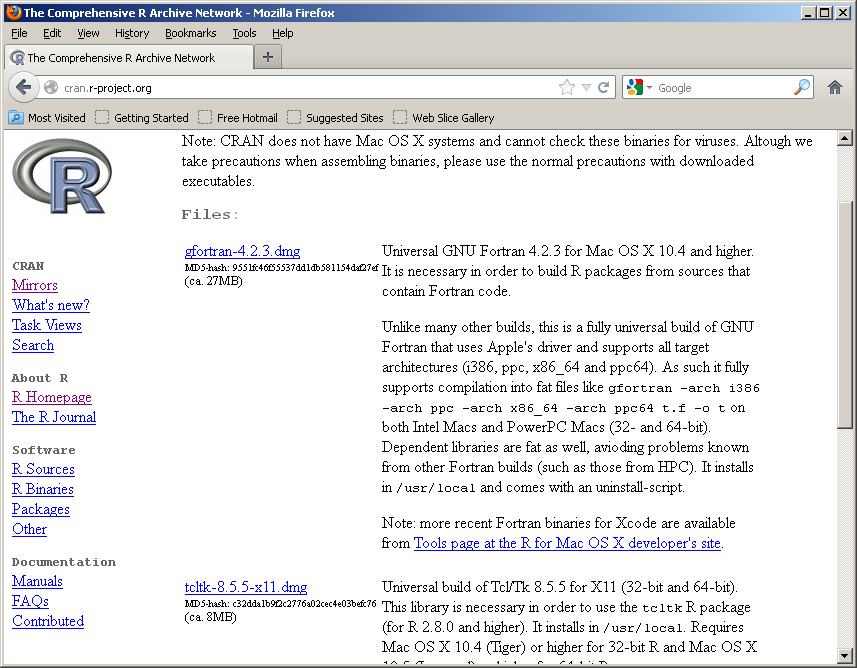 The Comprehensive R Archive Network - Mozilla Firefox
File Edit View History Bookmarks Tools Help
The Comprehensive R Archive Network
cran.r-project.org
Google
Most Visited Getting Started Free Hotmail Suggested Sites Web Slice Gallery
R
CRAN
Mirrors
What's new?
Task Views
Search
About R
R Homepage
The R Journal
Software
R Sources
R Binaries
Packages
Other
Documentation
Manuals
FAQs
Contributed
Note: CRAN does not have Mac OS X systems and cannot check these binaries for viruses. Altough we
take precautions when assembling binaries, please use the normal precautions with downloaded
executables.
Files:
gfortran-4.2.3.dmg
MD5-hash: 9551fc46f55537dd1db581154daf27ef
(ca. 27MB)
Universal GNU Fortran 4.2.3 for Mac OS X 10.4 and higher.
It is necessary in order to build R packages from sources that
contain Fortran code.
Unlike many other builds, this is a fully universal build of GNU
Fortran that uses Apple's driver and supports all target
architectures (i386, ppc, x86_64 and ppc64). As such it fully
supports compilation into fat files like gfortran -arch i386
-arch ppc -arch x86_64 -arch ppc64 t.f -o t on
both Intel Macs and PowerPC Macs (32- and 64-bit).
Dependent libraries are fat as well, avioding problems known
from other Fortran builds (such as those from HPC). It installs
in /usr/local and comes with an uninstall-script.
Note: more recent Fortran binaries for Xcode are available
from Tools page at the R for Mac OS X developer's site.
tcltk-8.5.5-x11.dmg
MD5-hash: c32dda1b9f2c2776a02cec4e03befc76
(ca. 8MB)
Universal build of Tcl/Tk 8.5.5 for X11 (32-bit and 64-bit).
This library is necessary in order to use the tcltk R package
(for R 2.8.0 and higher). It installs in /usr/local. Requires
Mac OS X 10.4 (Tiger) or higher for 32-bit R and Mac OS X